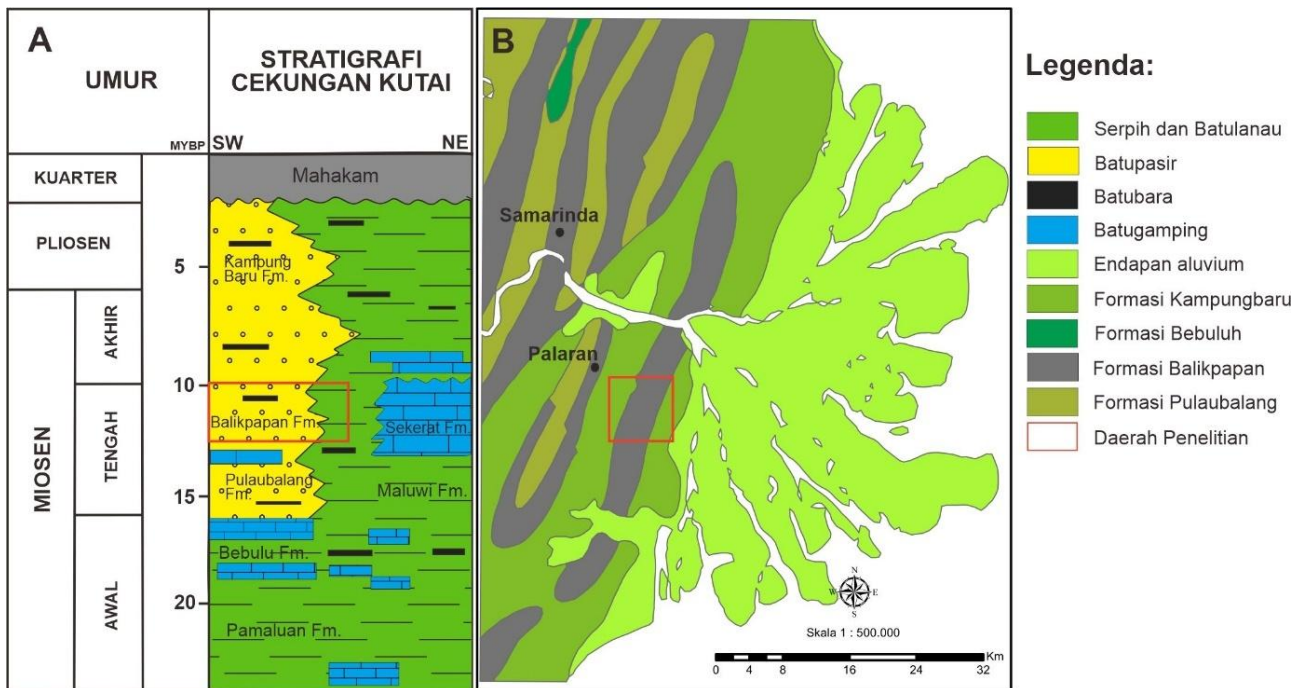 A
UMUR
MYBP
STRATIGRAFI
CEKUNGAN KUTAI
SW
NE
KUARTER
PLIOSEN
MIOSEN
AKHIR
TENGAH
AWAL
5
10
15
20
Mahakam
Kampung
Baru Fm.
Balikpapan Fm.
Sekerat Fm.
Pulaubalang
Fm.
Maluwi Fm.
Bebulu Fm.
Pamaluan Fm.
B
Samarinda
Palaran
N
W
E
S
Skala 1 : 500.000
Km
0 2 4 8 16 24 32
Legenda:
Serpih dan Batulanau
Batupasir
Batubara
Batugamping
Endapan aluvium
Formasi Kampungbaru
Formasi Bebuluh
Formasi Balikpapan
Formasi Pulaubalang
Daerah Penelitian